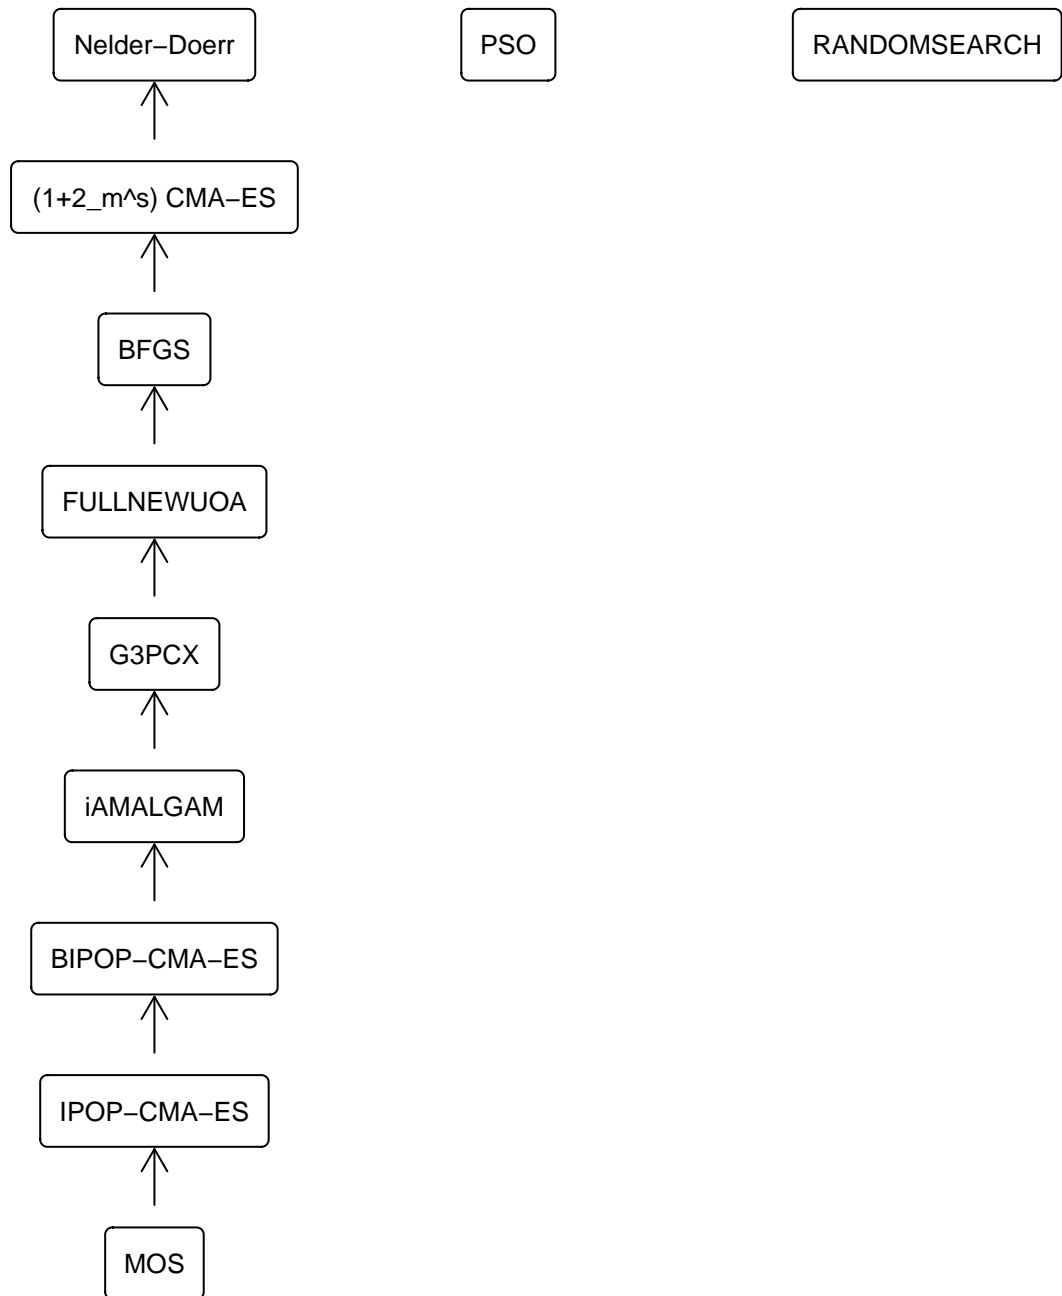 Nelder−Doerr
PSO
RANDOMSEARCH
(1+2_m^s) CMA−ES
BFGS
FULLNEWUOA
G3PCX
iAMALGAM
BIPOP−CMA−ES
IPOP−CMA−ES
MOS